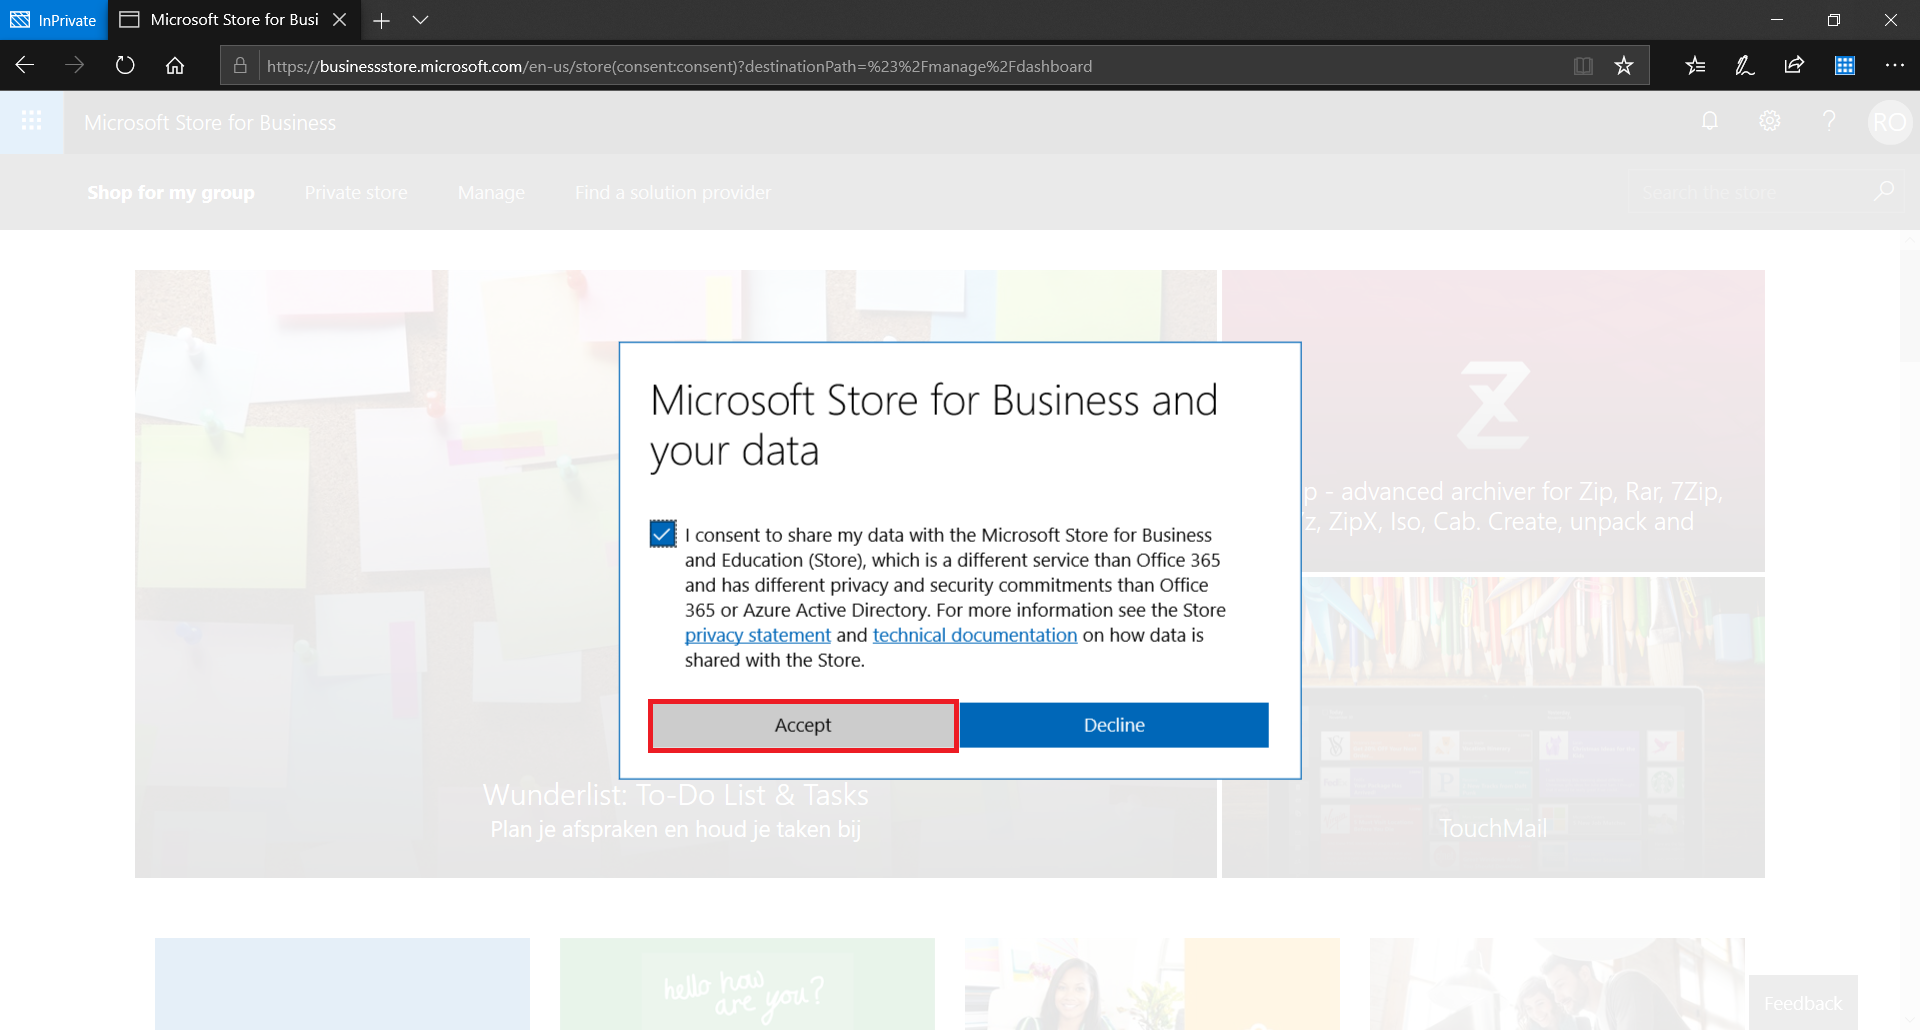 InPrivate
Microsoft Store for Busi
https://businessstore.microsoft.com/en-us/store(consent:consent)?destinationPath=%23%2Fmanage%2Fdashboard
Microsoft Store for Business
RO
Shop for my group
Private store
Manage
Find a solution provider
Search the store
Microsoft Store for Business and
your data
I consent to share my data with the Microsoft Store for Business
and Education (Store), which is a different service than Office 365
and has different privacy and security commitments than Office
365 or Azure Active Directory. For more information see the Store
privacy statement and technical documentation on how data is
shared with the Store.
Accept
Decline
p - advanced archiver for Zip, Rar, 7Zip,
z, ZipX, Iso, Cab. Create, unpack and
Wunderlist: To-Do List & Tasks
Plan je afspraken en houd je taken bij
TouchMail
hello how
are you?
Feedback